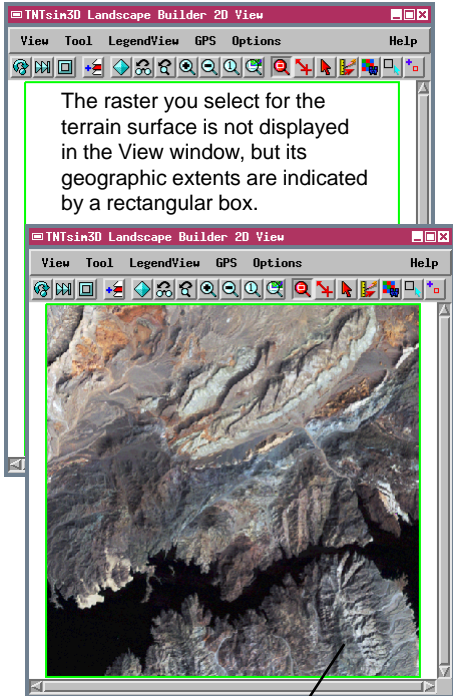 TNTsim3D Landscape Builder 2D View
View Tool LegendView GPS Options Help
The raster you select for the
terrain surface is not displayed
in the View window, but its
geographic extents are indicated
by a rectangular box.
TNTsim3D Landscape Builder 2D View
View Tool LegendView GPS Options Help